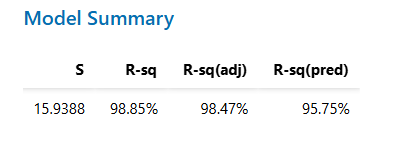 Model Summary
S R-sq R-sq(adj) R-sq(pred)
15.9388 98.85% 98.47% 95.75%